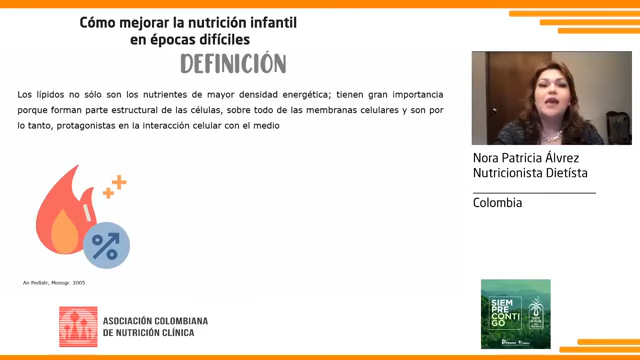 Cómo mejorar la nutrición infantil
en épocas difíciles
DEFINICIÓN
Los lípidos no sólo son los nutrientes de mayor densidad energética; tienen gran importancia
porque forman parte estructural de las células, sobre todo de las membranas celulares y son por
lo tanto, protagonistas en la interacción celular con el medio
An Pediatr, Monogr. 2005
Nora Patricia Álvrez
Nutricionista Dietísta
Colombia
ASOCIACIÓN COLOMBIANA
DE NUTRICIÓN CLÍNICA
SIEM
PRE
CONTI
GO